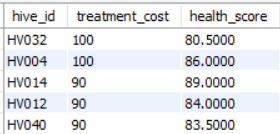 hive_id treatment_cost health_score
HV032 100 80.5000
HV004 100 86.0000
HV014 90 89.0000
HV012 90 84.0000
HV040 90 83.5000